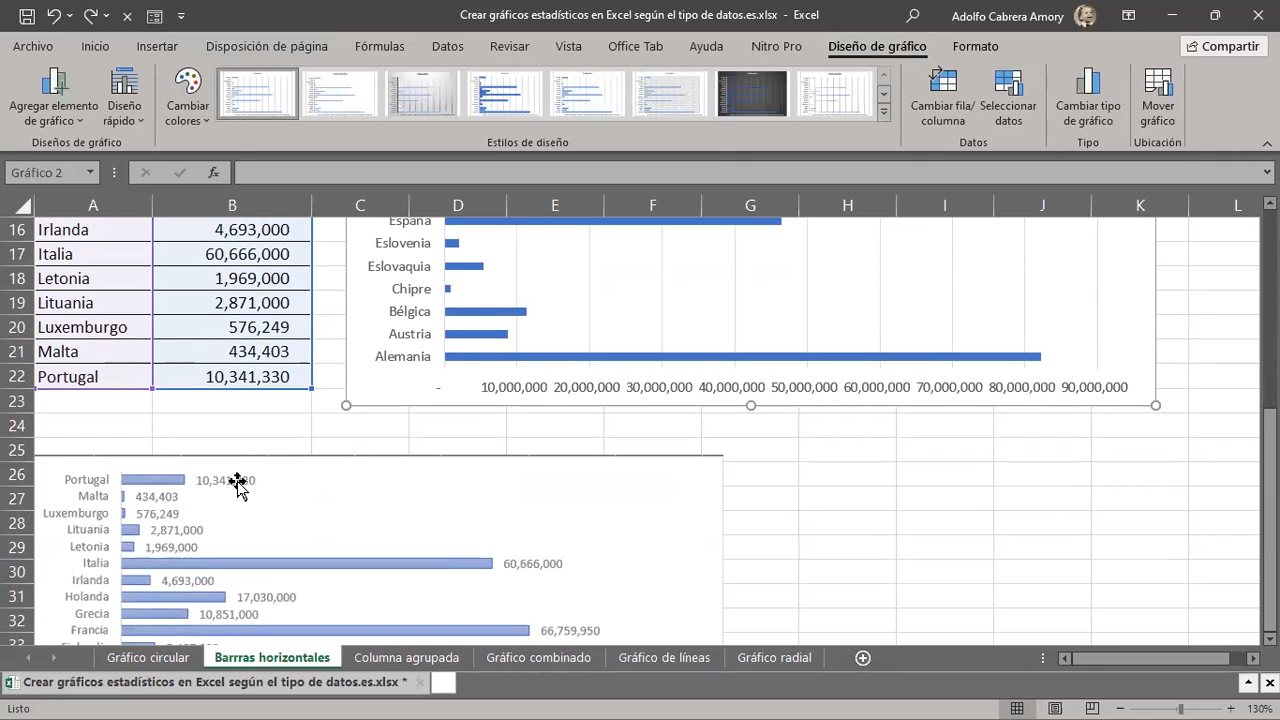 Crear gráficos estadísticos en Excel según el tipo de datos.es.xlsx - Excel
Adolfo Cabrera Amory
Archivo Inicio Insertar Disposición de página Fórmulas Datos Revisar Vista Office Tab Ayuda Nitro Pro Diseño de gráfico Formato Compartir
Agregar elemento de gráfico
Diseño rápido
Cambiar colores
Cambiar fila/ columna
Seleccionar datos
Cambiar tipo de gráfico
Mover gráfico
Diseños de gráfico Estilos de diseño Datos Tipo Ubicación
Gráfico 2 fx
A B C D E F G H I J K L
16 Irlanda 4,693,000
17 Italia 60,666,000
18 Letonia 1,969,000
19 Lituania 2,871,000
20 Luxemburgo 576,249
21 Malta 434,403
22 Portugal 10,341,330
23
24
25
26
27
28
29
30
31
32
33
España
Eslovenia
Eslovaquia
Chipre
Bélgica
Austria
Alemania
- 10,000,000 20,000,000 30,000,000 40,000,000 50,000,000 60,000,000 70,000,000 80,000,000 90,000,000
Portugal
Malta 434,403
Luxemburgo 576,249
Lituania 2,871,000
Letonia 1,969,000
Italia 60,666,000
Irlanda 4,693,000
Holanda 17,030,000
Grecia 10,851,000
Francia 66,759,950
Gráfico circular Barrras horizontales Columna agrupada Gráfico combinado Gráfico de líneas Gráfico radial
Crear gráficos estadísticos en Excel según el tipo de datos.es.xlsx *
Listo 130%